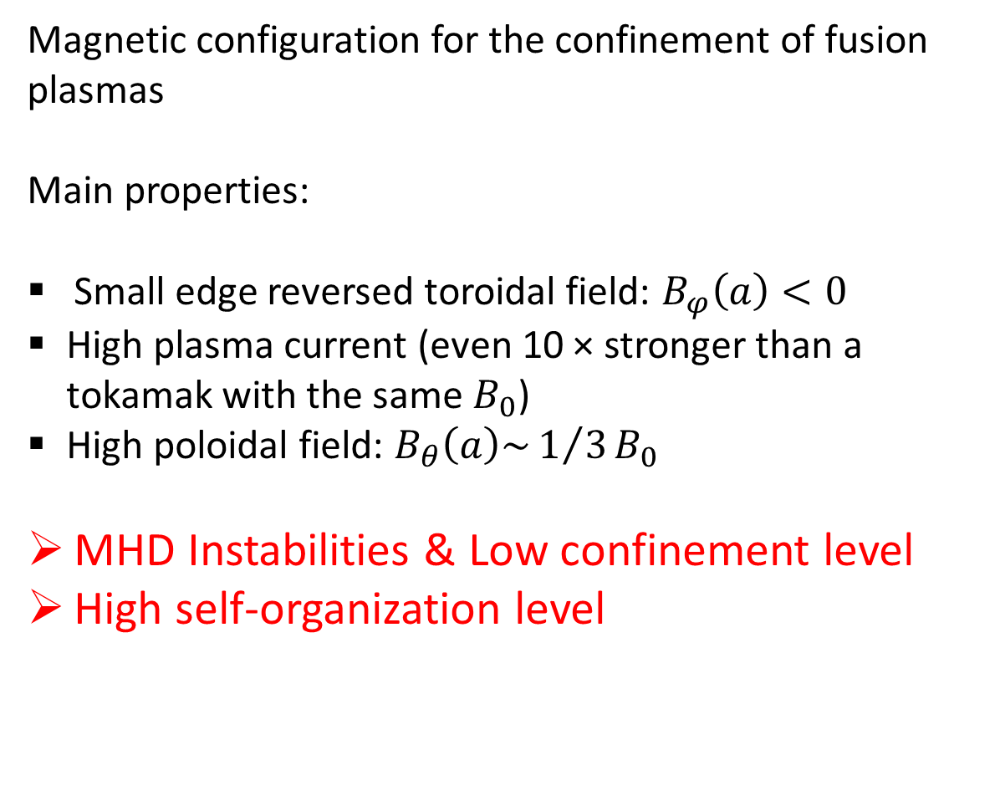 Magnetic configuration for the confinement of fusion
plasmas
Main properties:
▪ Small edge reversed toroidal field: $B_\varphi(a) < 0$
▪ High plasma current (even 10 × stronger than a
tokamak with the same $B_0$)
▪ High poloidal field: $B_\theta(a) \sim 1/3\, B_0$
➢ MHD Instabilities & Low confinement level
➢ High self-organization level